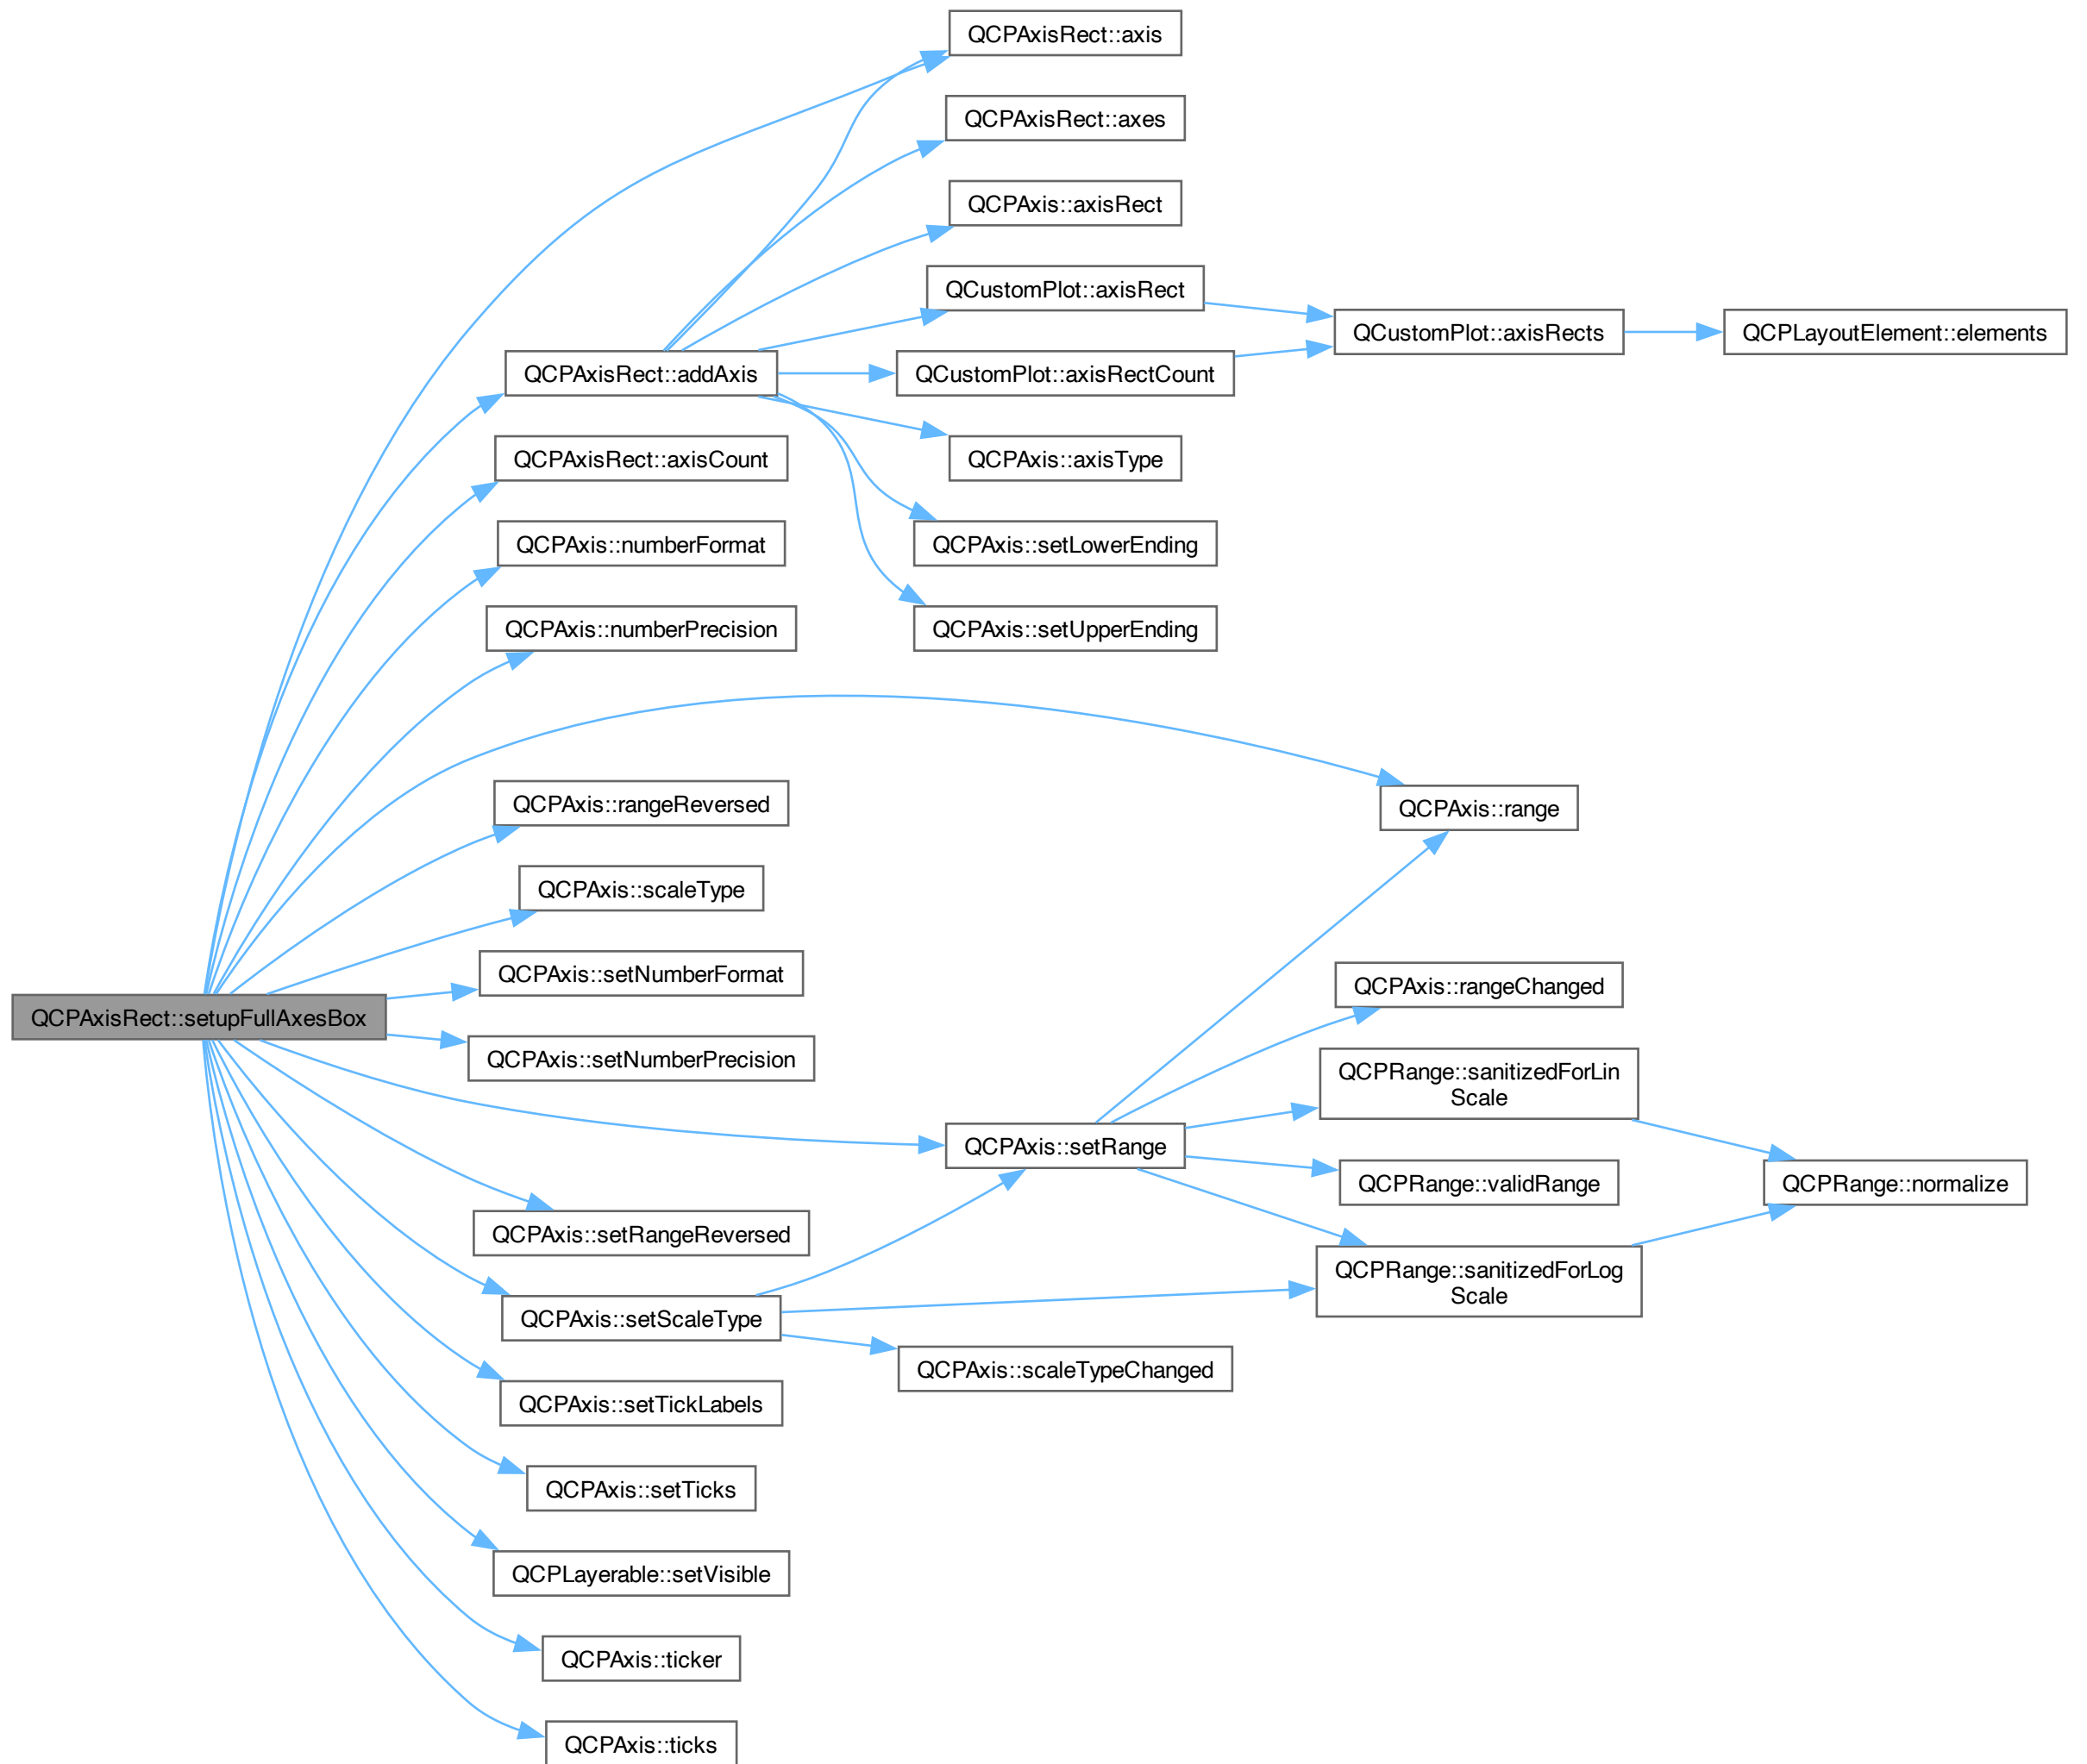 QCPAxisRect::axis
QCPAxisRect::axes
QCPAxis::axisRect
QCustomPlot::axisRect
QCustomPlot::axisRects
QCPLayoutElement::elements
QCPAxisRect::addAxis
QCustomPlot::axisRectCount
QCPAxisRect::axisCount
QCPAxis::axisType
QCPAxis::numberFormat
QCPAxis::setLowerEnding
QCPAxis::numberPrecision
QCPAxis::setUpperEnding
QCPAxis::rangeReversed
QCPAxis::range
QCPAxis::scaleType
QCPAxis::setNumberFormat
QCPAxis::rangeChanged
QCPAxisRect::setupFullAxesBox
QCPAxis::setNumberPrecision
QCPRange::sanitizedForLin
Scale
QCPAxis::setRange
QCPRange::validRange
QCPRange::normalize
QCPAxis::setRangeReversed
QCPRange::sanitizedForLog
Scale
QCPAxis::setScaleType
QCPAxis::scaleTypeChanged
QCPAxis::setTickLabels
QCPAxis::setTicks
QCPLayerable::setVisible
QCPAxis::ticker
QCPAxis::ticks